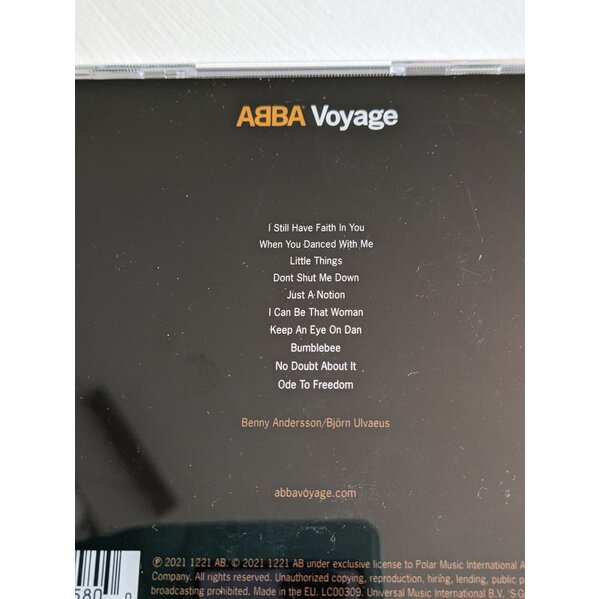 ABBA Voyage
I Still Have Faith In You
When You Danced With Me
Little Things
Dont Shut Me Down
Just A Notion
I Can Be That Woman
Keep An Eye On Dan
Bumblebee
No Doubt About It
Ode To Freedom
Benny Andersson/Björn Ulvaeus
abbavoyage.com
℗ 2021 1221 AB. © 2021 1221 AB under exclusive license to Polar Music International
Company. All rights reserved. Unauthorized copying, reproduction, hiring, lending, public
broadcasting prohibited. Made in the EU. LC00309. Universal Music International B.V.
580 0